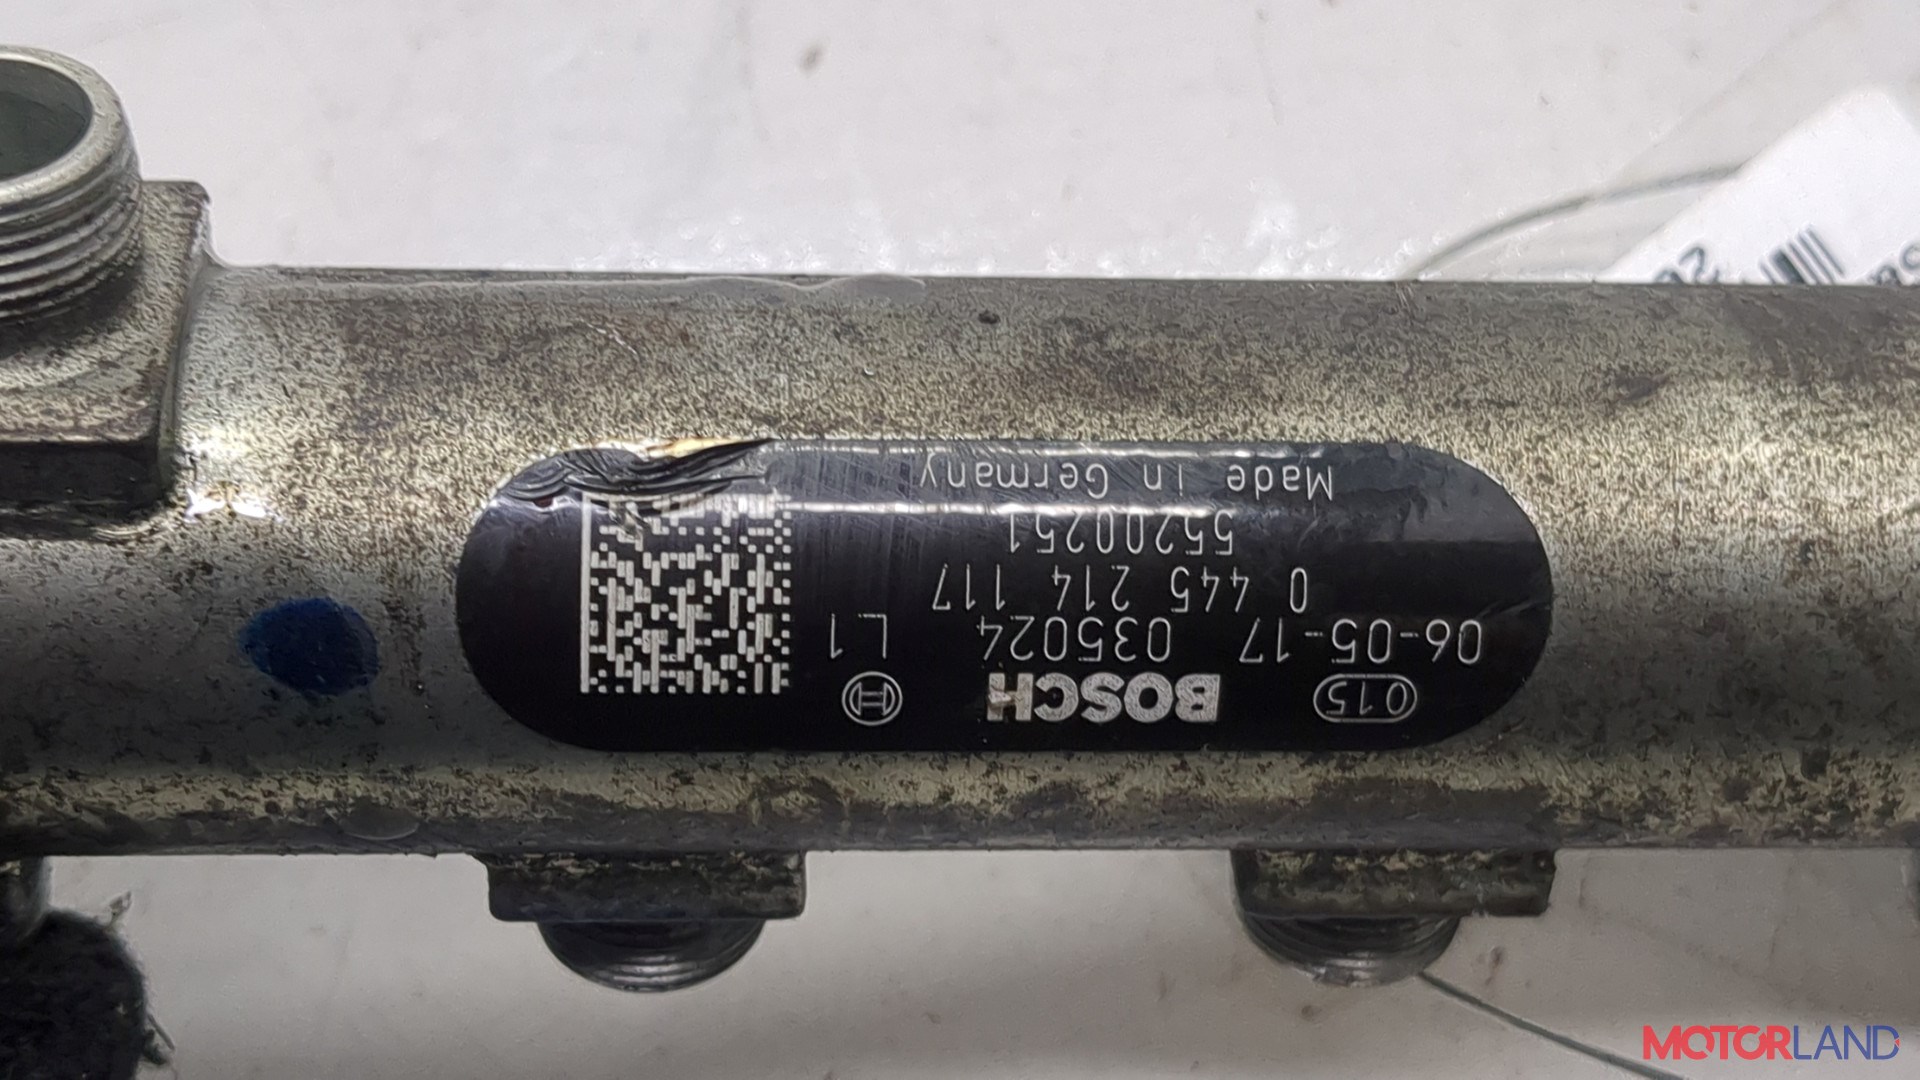 015 BOSCH
06-05-17 035024 L1
0 445 214 117
55200251
Made in Germany
MOTORLAND